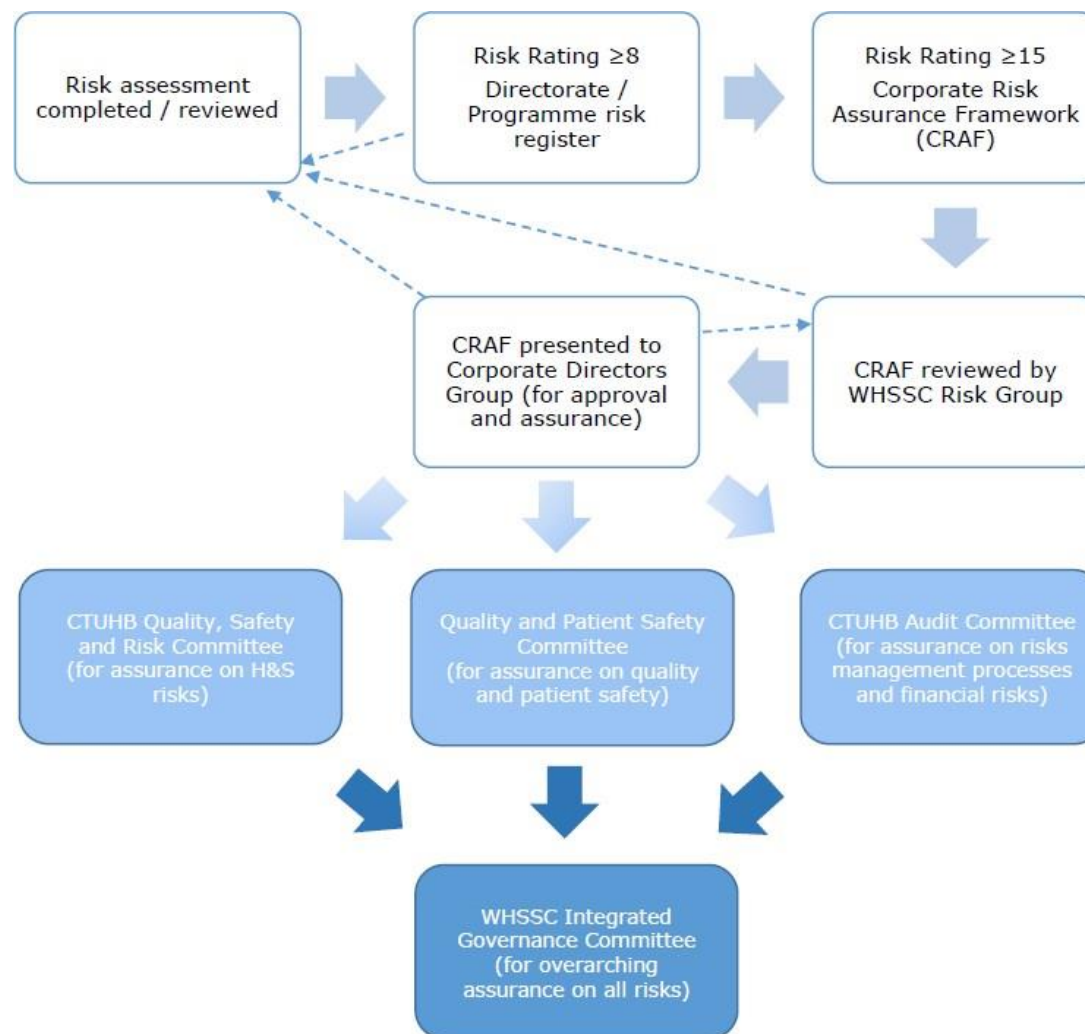 Risk assessment
completed / reviewed
Risk Rating ≥8
Directorate /
Programme risk
register
Risk Rating ≥15
Corporate Risk
Assurance Framework
(CRAF)
CRAF presented to
Corporate Directors
Group (for approval
and assurance)
CRAF reviewed by
WHSSC Risk Group
CTUHB Quality, Safety
and Risk Committee
(for assurance on H&S
risks)
Quality and Patient Safety
Committee
(for assurance on quality
and patient safety)
CTUHB Audit Committee
(for assurance on risks
management processes
and financial risks)
WHSSC Integrated
Governance Committee
(for overarching
assurance on all risks)